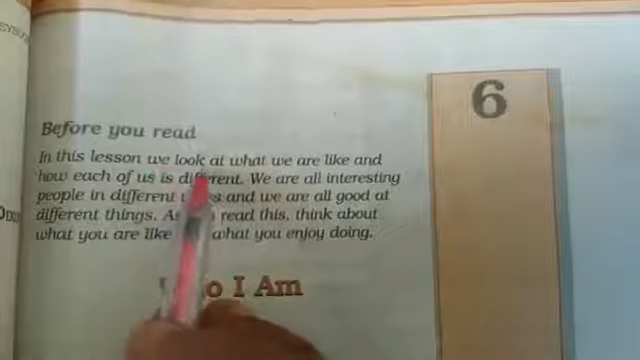 Before you read
6
In this lesson we look at what we are like and
how each of us is different. We are all interesting
people in different and we are all good at
different things. As read this, think about
what you are like what you enjoy doing.
I Am